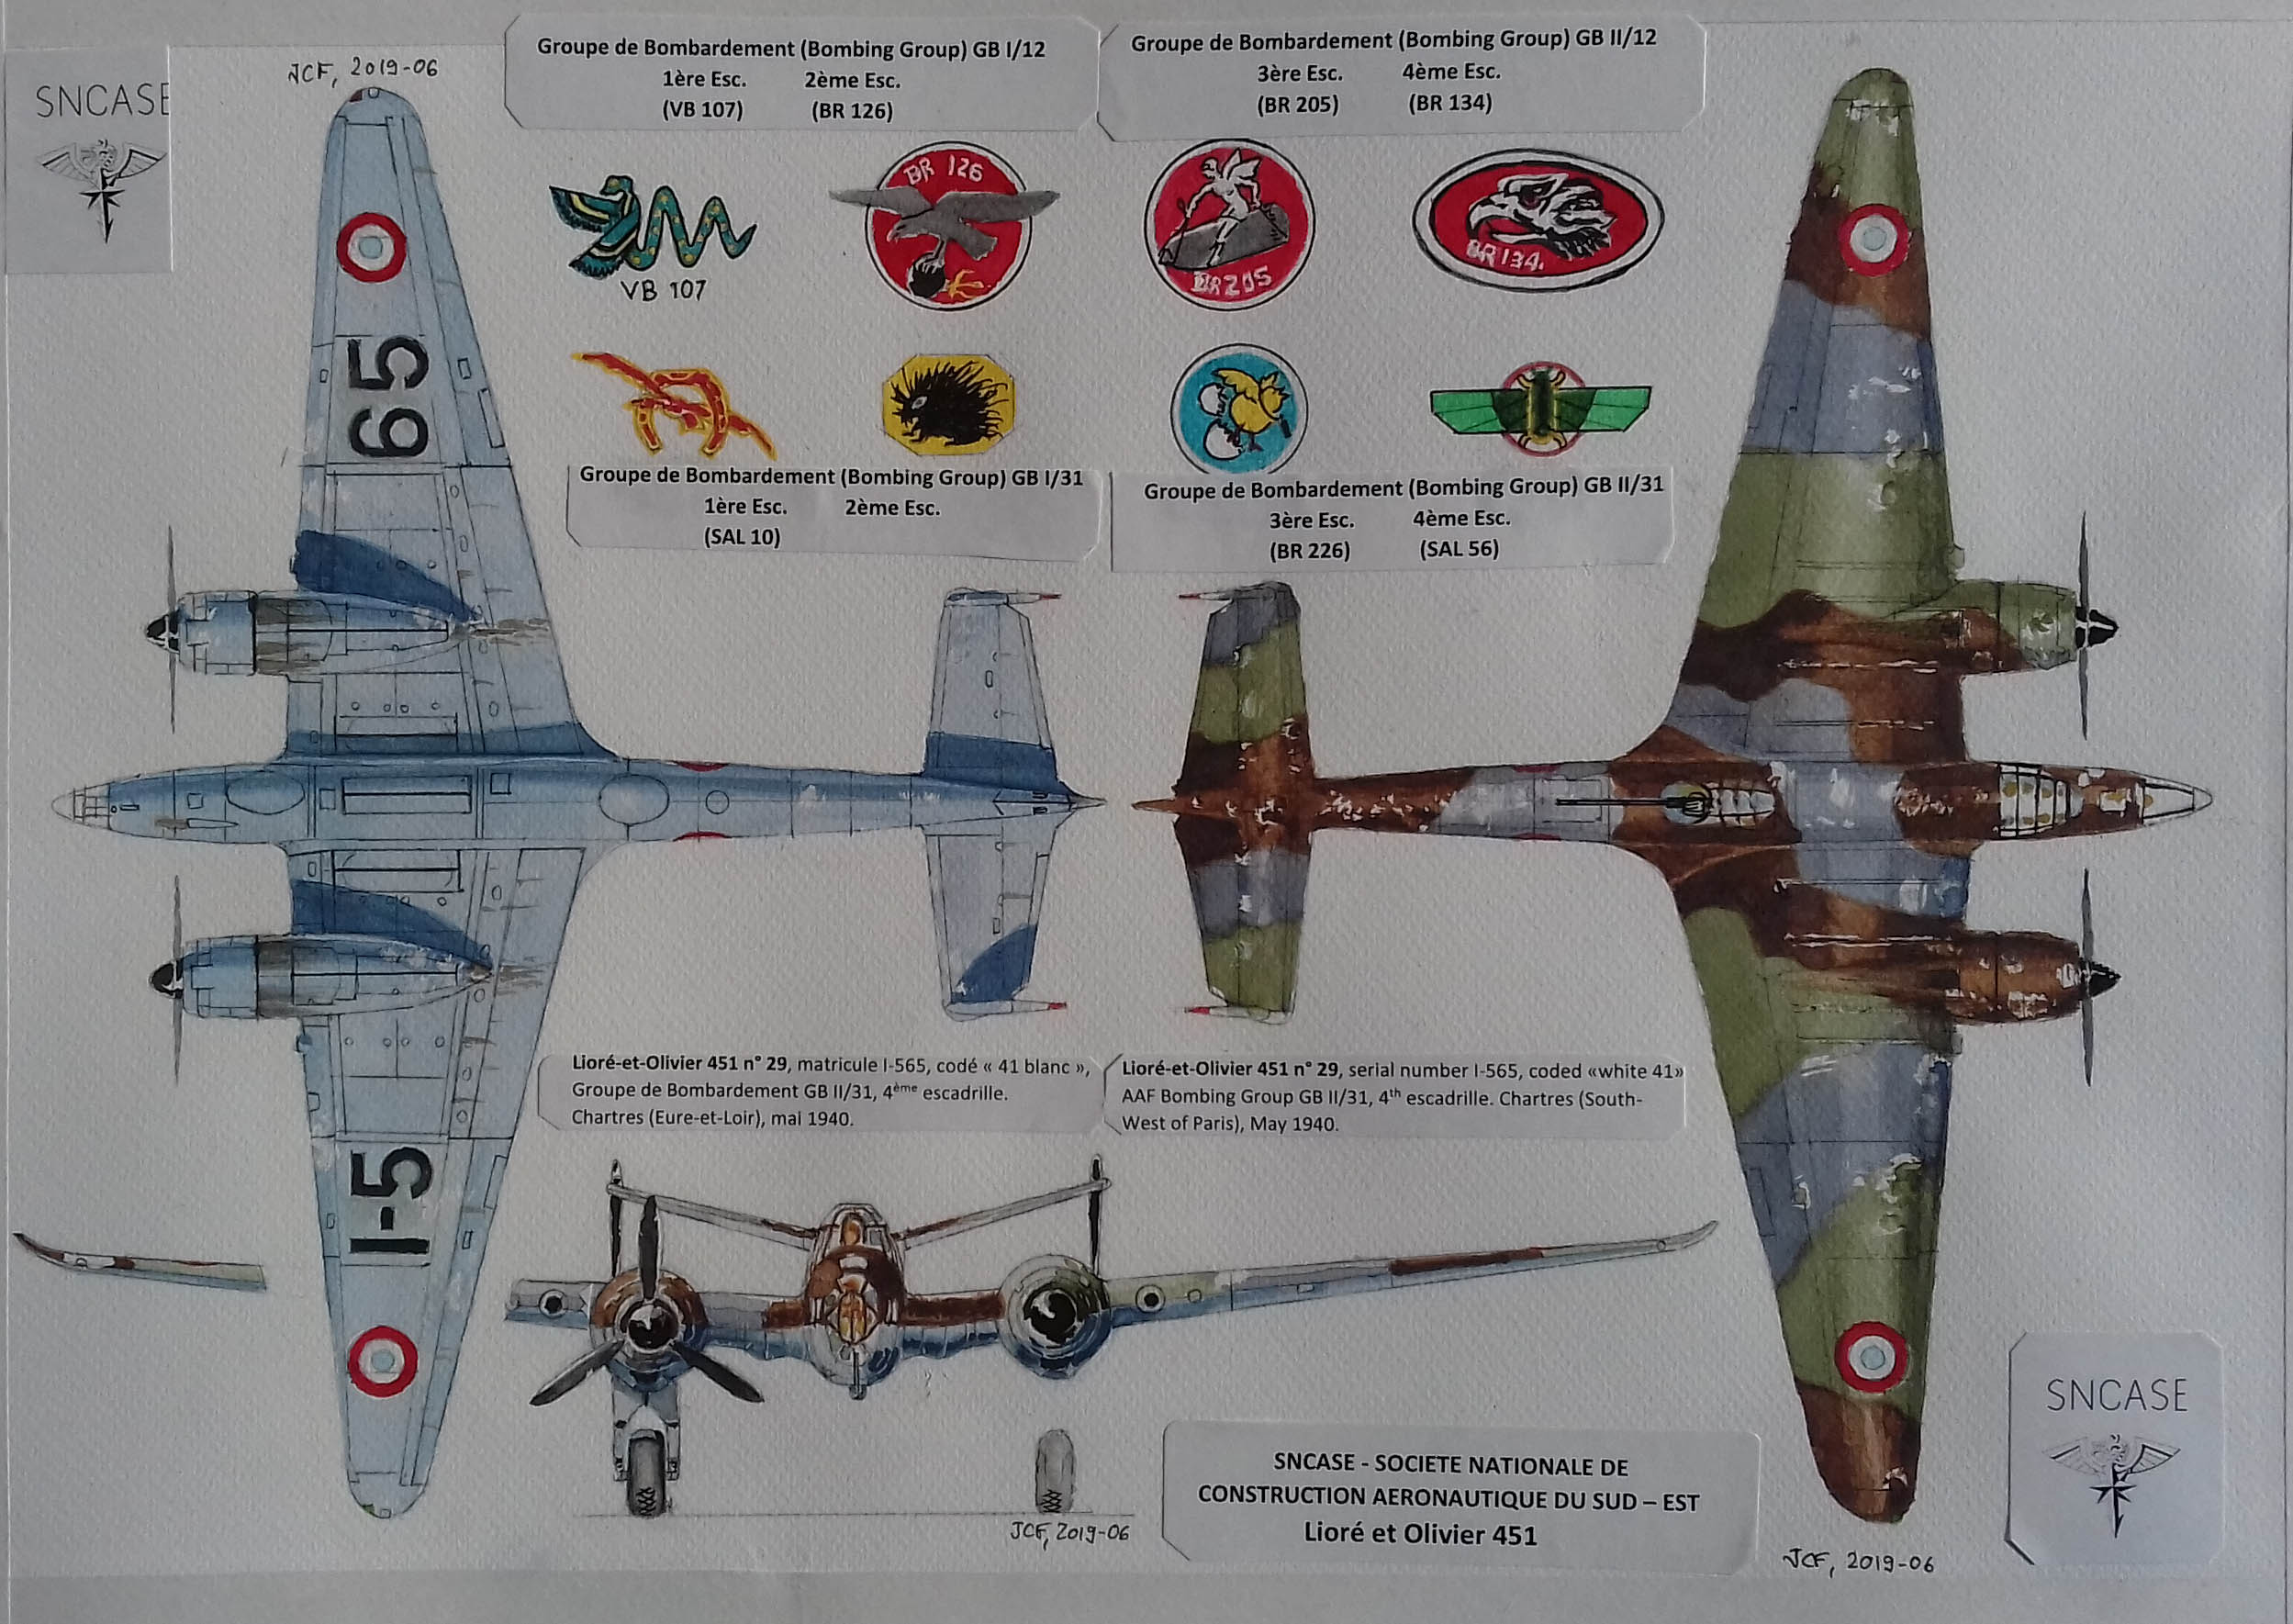 SNCASE
JCF, 2019-06
Groupe de Bombardement (Bombing Group) GB I/12
1ère Esc. 2ème Esc.
(VB 107) (BR 126)
Groupe de Bombardement (Bombing Group) GB II/12
3ère Esc. 4ème Esc.
(BR 205) (BR 134)
VB 107
BR 126
BR 205
BR 134.
65
Groupe de Bombardement (Bombing Group) GB I/31
1ère Esc. 2ème Esc.
(SAL 10)
Groupe de Bombardement (Bombing Group) GB II/31
3ère Esc. 4ème Esc.
(BR 226) (SAL 56)
Lioré-et-Olivier 451 n° 29, matricule I-565, codé « 41 blanc »,
Groupe de Bombardement GB II/31, 4ème escadrille.
Chartres (Eure-et-Loir), mai 1940.
Lioré-et-Olivier 451 n° 29, serial number I-565, coded «white 41»
AAF Bombing Group GB II/31, 4th escadrille. Chartres (South-
West of Paris), May 1940.
I-5
SNCASE - SOCIETE NATIONALE DE
CONSTRUCTION AERONAUTIQUE DU SUD – EST
Lioré et Olivier 451
JCF, 2019-06
SNCASE
JCF, 2019-06